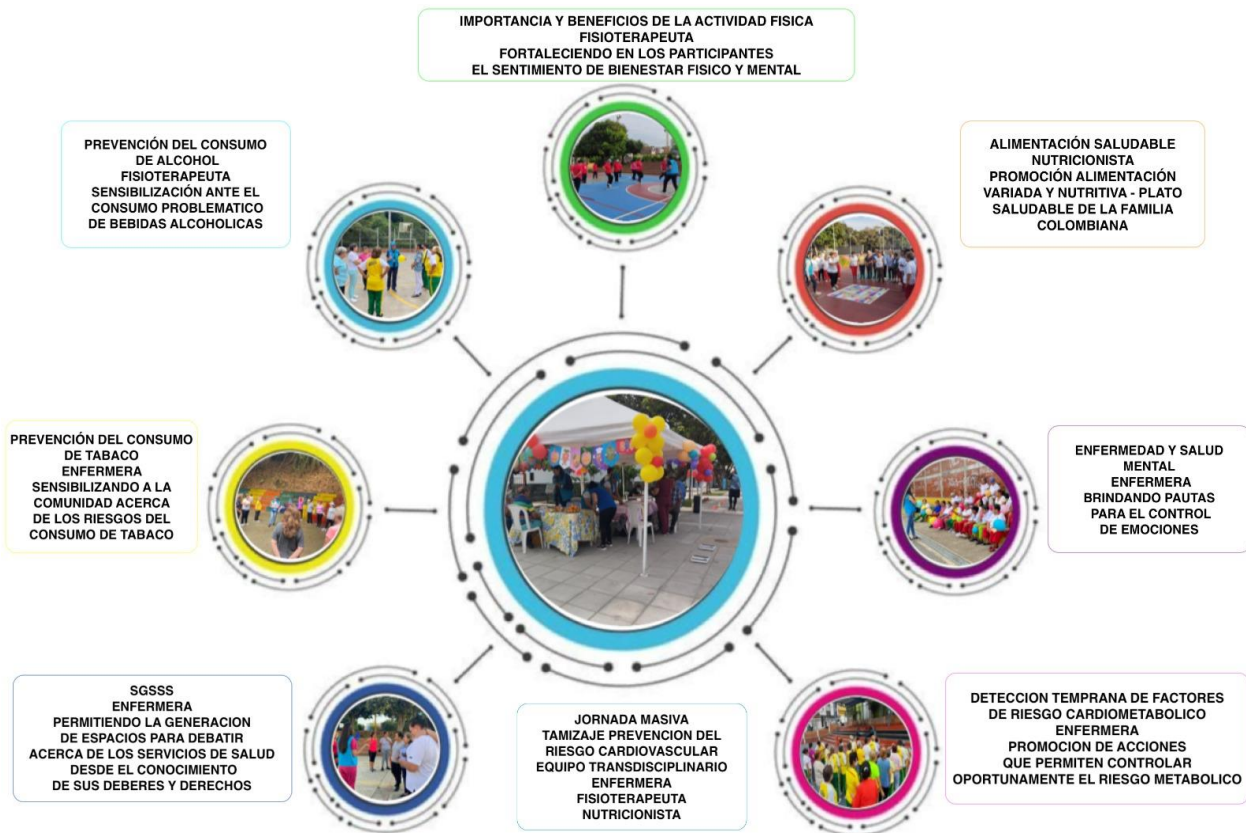 IMPORTANCIA Y BENEFICIOS DE LA ACTIVIDAD FISICA
FISIOTERAPEUTA
FORTALECIENDO EN LOS PARTICIPANTES
EL SENTIMIENTO DE BIENESTAR FISICO Y MENTAL
PREVENCIÓN DEL CONSUMO
DE ALCOHOL
FISIOTERAPEUTA
SENSIBILIZACIÓN ANTE EL
CONSUMO PROBLEMATICO
DE BEBIDAS ALCOHOLICAS
ALIMENTACIÓN SALUDABLE
NUTRICIONISTA
PROMOCIÓN ALIMENTACIÓN
VARIADA Y NUTRITIVA - PLATO
SALUDABLE DE LA FAMILIA
COLOMBIANA
PREVENCIÓN DEL CONSUMO
DE TABACO
ENFERMERA
SENSIBILIZANDO A LA
COMUNIDAD ACERCA
DE LOS RIESGOS DEL
CONSUMO DE TABACO
ENFERMEDAD Y SALUD
MENTAL
ENFERMERA
BRINDANDO PAUTAS
PARA EL CONTROL
DE EMOCIONES
SGSSS
ENFERMERA
PERMITIENDO LA GENERACION
DE ESPACIOS PARA DEBATIR
ACERCA DE LOS SERVICIOS DE SALUD
DESDE EL CONOCIMIENTO
DE SUS DEBERES Y DERECHOS
JORNADA MASIVA
TAMIZAJE PREVENCION DEL
RIESGO CARDIOVASCULAR
EQUIPO TRANSDISCIPLINARIO
ENFERMERA
FISIOTERAPEUTA
NUTRICIONISTA
DETECCION TEMPRANA DE FACTORES
DE RIESGO CARDIOMETABOLICO
ENFERMERA
PROMOCION DE ACCIONES
QUE PERMITEN CONTROLAR
OPORTUNAMENTE EL RIESGO METABOLICO